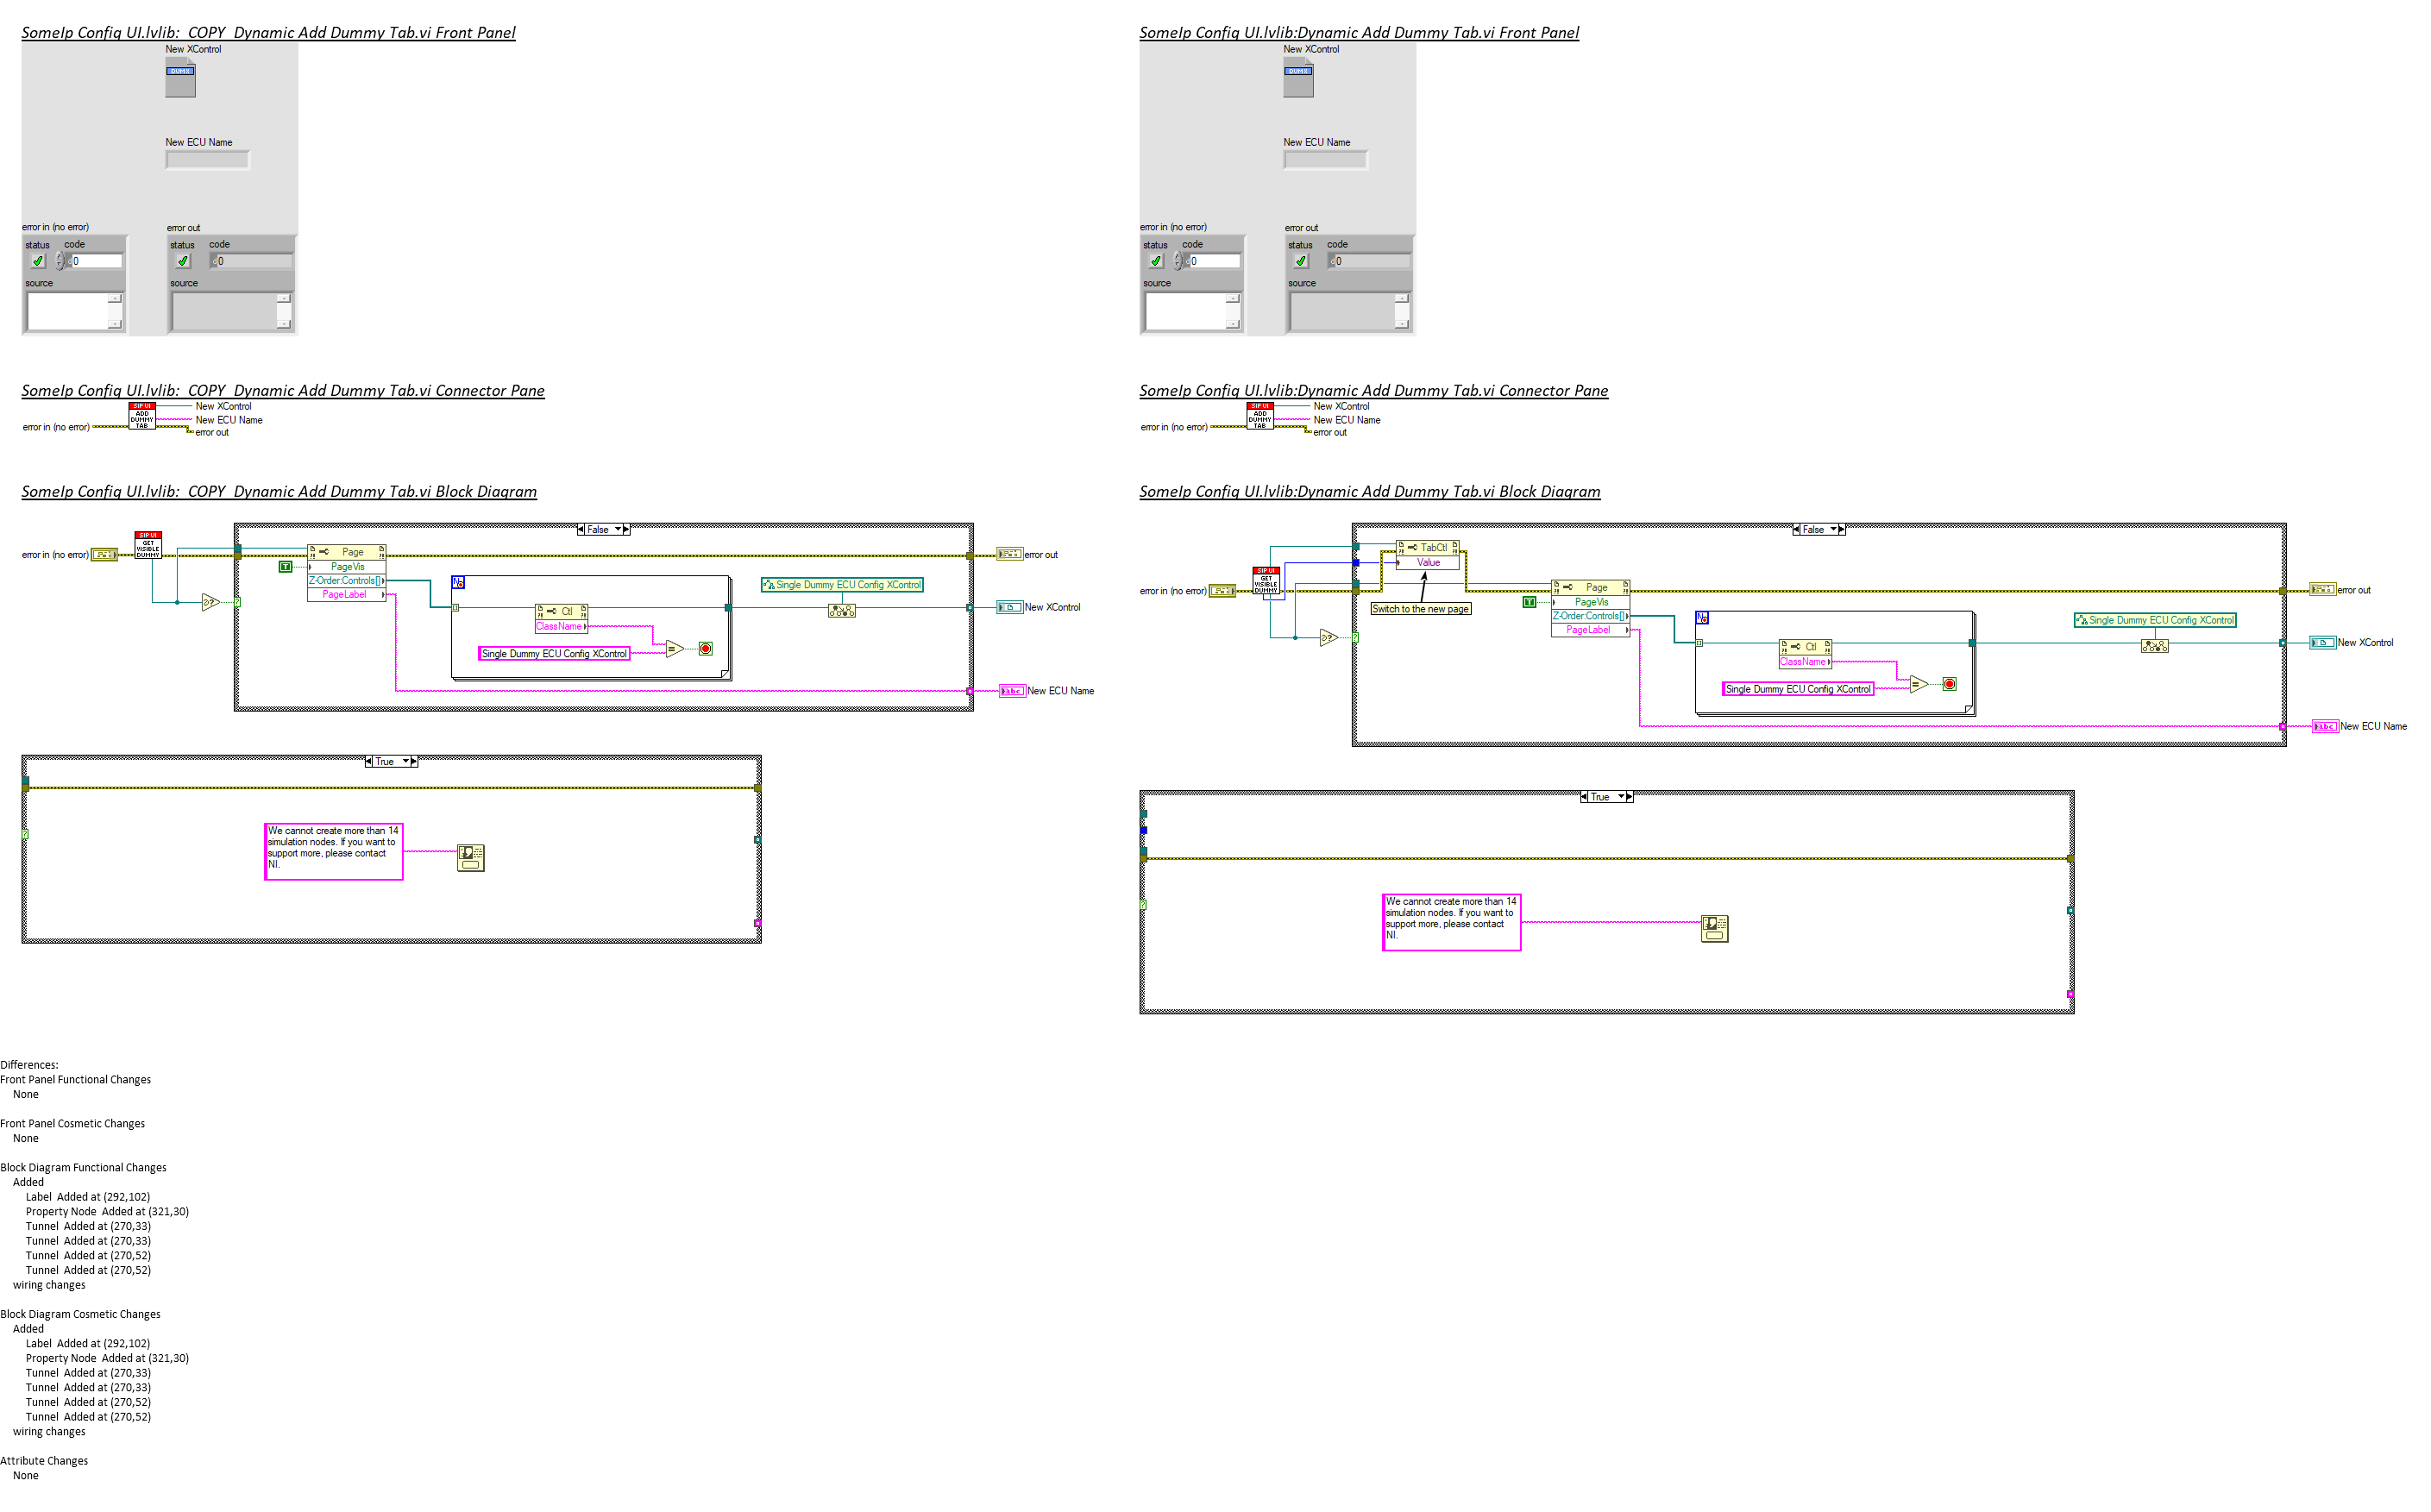 SomeIp Config UI.lvlib:  COPY  Dynamic Add Dummy Tab.vi Front Panel
New XControl
DUMX
New ECU Name
error in (no error)
error out
status
code
0
status
code
0
source
source
SomeIp Config UI.lvlib:  COPY  Dynamic Add Dummy Tab.vi Connector Pane
SIP UI
ADD
DUMMY
TAB
New XControl
New ECU Name
error in (no error)
error out
SomeIp Config UI.lvlib:  COPY  Dynamic Add Dummy Tab.vi Block Diagram
False
SIP UI
GET
VISIBLE
DUMMY
error in (no error)
Page
PageVis
Z-Order:Controls[]
PageLabel
T
N
Ctl
ClassName
Single Dummy ECU Config XControl
=
Single Dummy ECU Config XControl
error out
New XControl
abc
New ECU Name
True
We cannot create more than 14
simulation nodes. If you want to
support more, please contact
NI.
SomeIp Config UI.lvlib:Dynamic Add Dummy Tab.vi Front Panel
New XControl
DUMX
New ECU Name
error in (no error)
error out
status
code
0
status
code
0
source
source
SomeIp Config UI.lvlib:Dynamic Add Dummy Tab.vi Connector Pane
SIP UI
ADD
DUMMY
TAB
New XControl
New ECU Name
error in (no error)
error out
SomeIp Config UI.lvlib:Dynamic Add Dummy Tab.vi Block Diagram
False
TabCtl
Value
Switch to the new page
SIP UI
GET
VISIBLE
DUMMY
error in (no error)
Page
PageVis
Z-Order:Controls[]
PageLabel
T
N
Ctl
ClassName
Single Dummy ECU Config XControl
=
Single Dummy ECU Config XControl
error out
New XControl
abc
New ECU Name
True
We cannot create more than 14
simulation nodes. If you want to
support more, please contact
NI.
Differences:
Front Panel Functional Changes
None
Front Panel Cosmetic Changes
None
Block Diagram Functional Changes
Added
Label  Added at (292,102)
Property Node  Added at (321,30)
Tunnel  Added at (270,33)
Tunnel  Added at (270,33)
Tunnel  Added at (270,52)
Tunnel  Added at (270,52)
wiring changes
Block Diagram Cosmetic Changes
Added
Label  Added at (292,102)
Property Node  Added at (321,30)
Tunnel  Added at (270,33)
Tunnel  Added at (270,33)
Tunnel  Added at (270,52)
Tunnel  Added at (270,52)
wiring changes
Attribute Changes
None